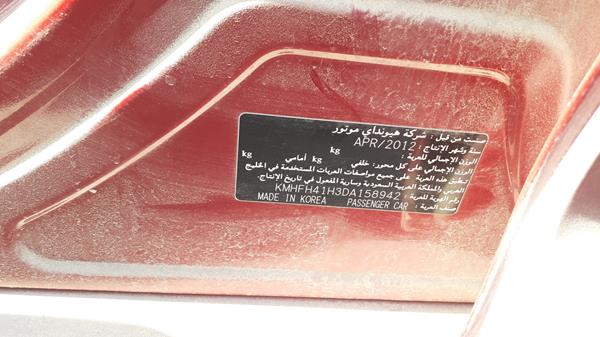 صنعت من قبل : شركة هيونداي موتور
سنة وشهر الإنتاج : APR/2012
الوزن الإجمالي للعربة : kg
الوزن الإجمالي على كل محور: خلفي kg أمامي kg
تنطبق هذه العربة على جميع مواصفات العربات المستخدمة في الخليج
العربي والمملكة العربية السعودية وسارية المفعول في تاريخ الإنتاج.
رقم الهوية للعربة : KMHFH41H3DA158942
صنف العربة : PASSENGER CAR MADE IN KOREA